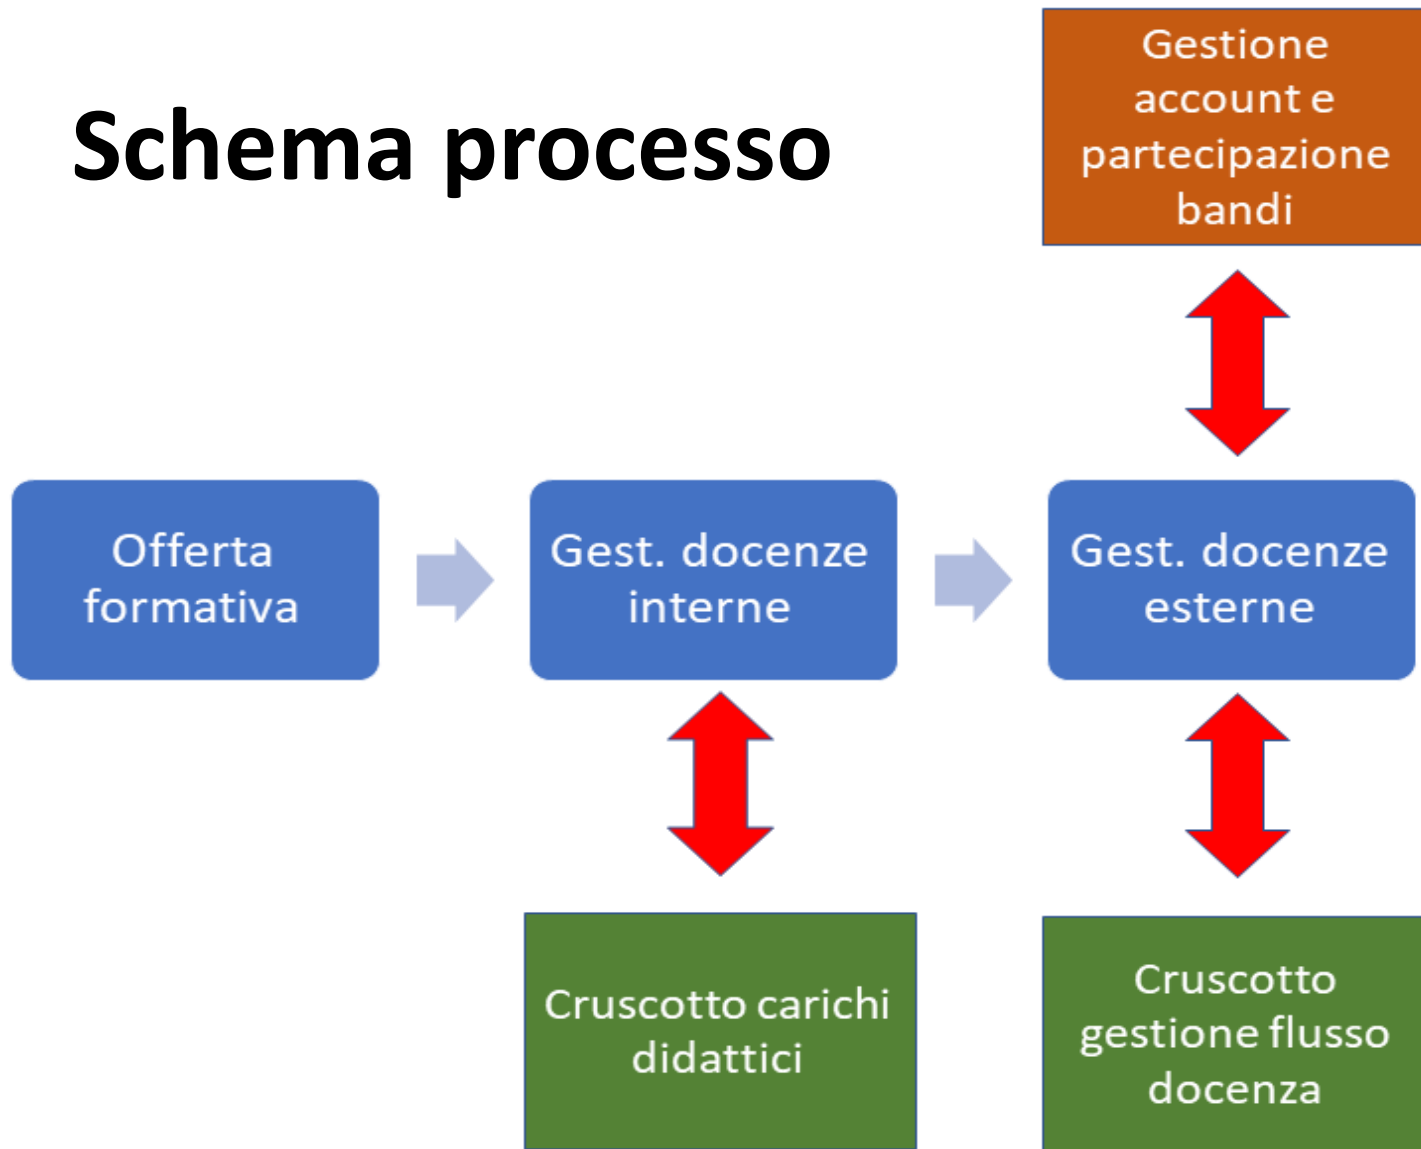 Schema processo
Gestione
account e
partecipazione
bandi
Offerta
formativa
Gest. docenze
interne
Gest. docenze
esterne
Cruscotto carichi
didattici
Cruscotto
gestione flusso
docenza